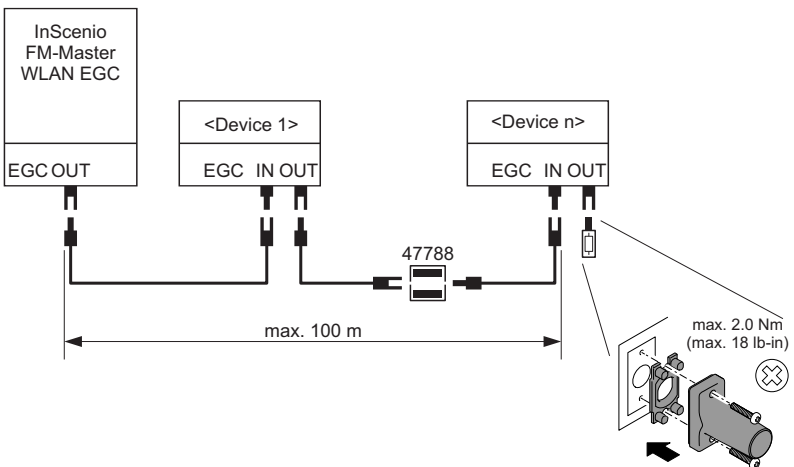 InScenio
FM-Master
WLAN EGC
<Device 1>
<Device n>
EGC OUT
EGC IN OUT
EGC IN OUT
47788
max. 100 m
max. 2.0 Nm
(max. 18 lb-in)